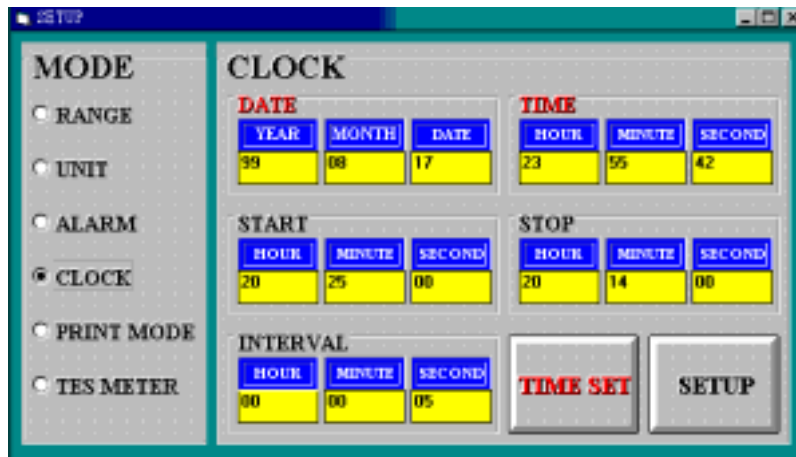 SETUP
MODE
RANGE
UNIT
ALARM
CLOCK
PRINT MODE
TES METER
CLOCK
DATE
YEAR MONTH DATE
99 08 17
TIME
HOUR MINUTE SECOND
23 55 42
START
HOUR MINUTE SECOND
20 25 00
STOP
HOUR MINUTE SECOND
20 14 00
INTERVAL
HOUR MINUTE SECOND
00 00 05
TIME SET
SETUP